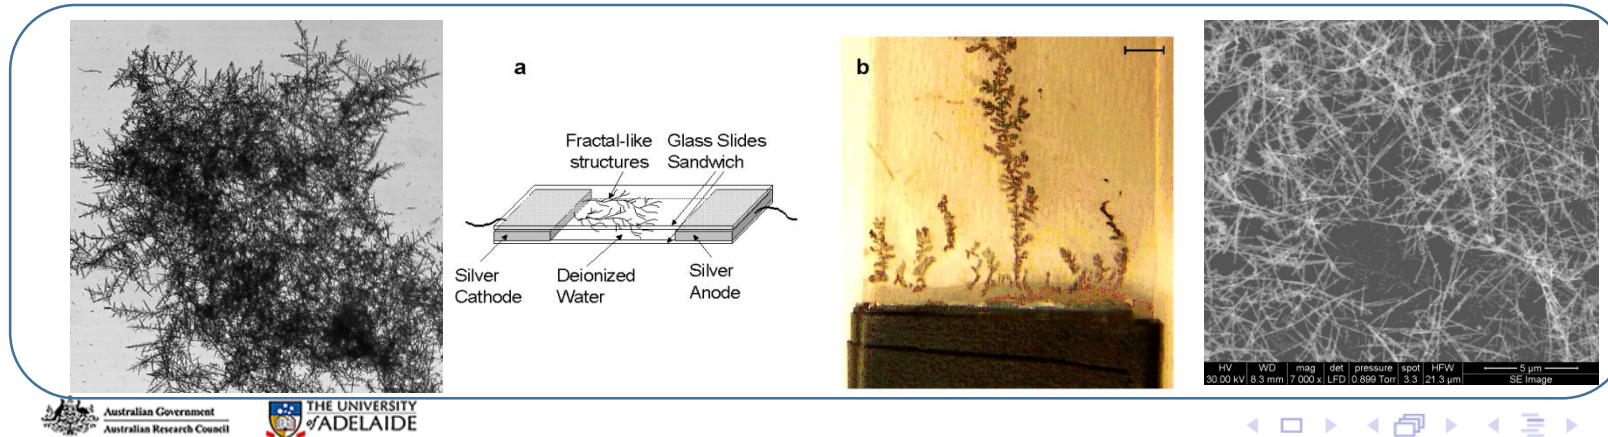 a
Fractal-like
structures
Glass Slides
Sandwich
Silver
Cathode
Deionized
Water
Silver
Anode
b
HV WD mag det pressure spot HFW
30.00 kV 8.3 mm 7 000 x LFD 0.899 Torr 3.3 21.3 µm
5 µm
SE Image
Australian Government
Australian Research Council
THE UNIVERSITY
of ADELAIDE